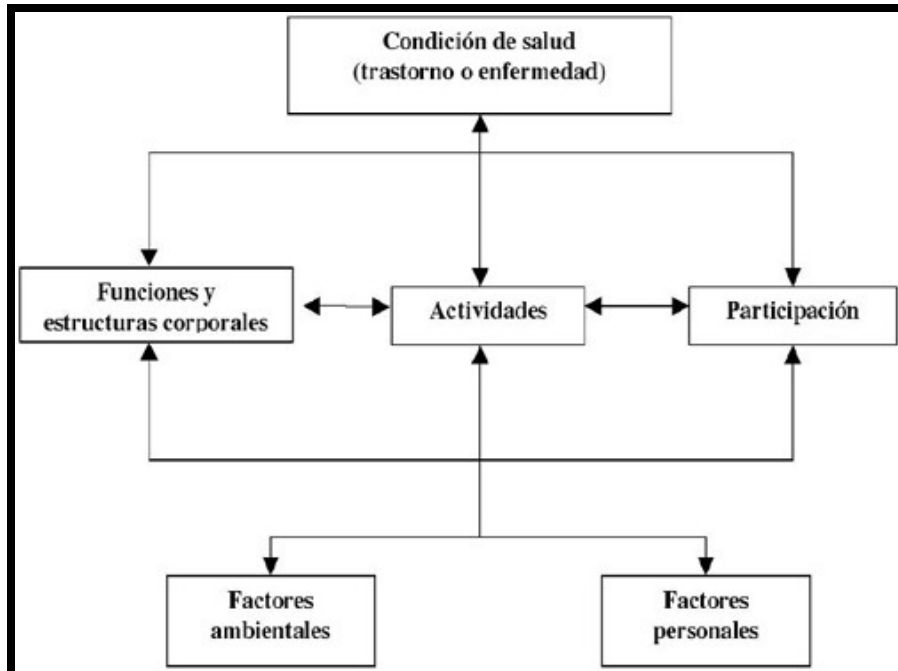 Condición de salud
(trastorno o enfermedad)
Funciones y
estructuras corporales
Actividades
Participación
Factores
ambientales
Factores
personales